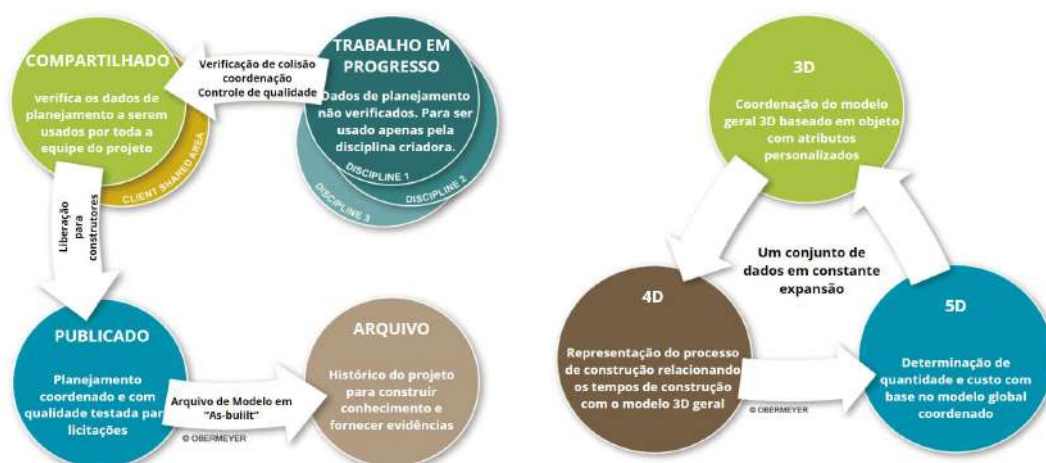 COMPARTILHADO
verifica os dados de
planejamento a serem
usados por toda a
equipe do projeto
CLIENT SHARED AREA
Verificação de colisão
coordenação
Controle de qualidade
TRABALHO EM
PROGRESSO
Dados de planejamento
não verificados. Para ser
usado apenas pela
disciplina criadora.
DISCIPLINE 1
DISCIPLINE 2
DISCIPLINE 3
Liberação
para
construtores
PUBLICADO
Planejamento
coordenado e com
qualidade testada par
licitações
Arquivo de Modelo em
"As-built"
© OBERMEYER
ARQUIVO
Histórico do projeto
para construir
conhecimento e
fornecer evidências
3D
Coordenação do modelo
geral 3D baseado em objeto
com atributos
personalizados
Um conjunto de
dados em constante
expansão
4D
Representação do processo
de construção relacionando
os tempos de construção
com o modelo 3D geral
© OBERMEYER
5D
Determinação de
quantidade e custo com
base no modelo global
coordenado